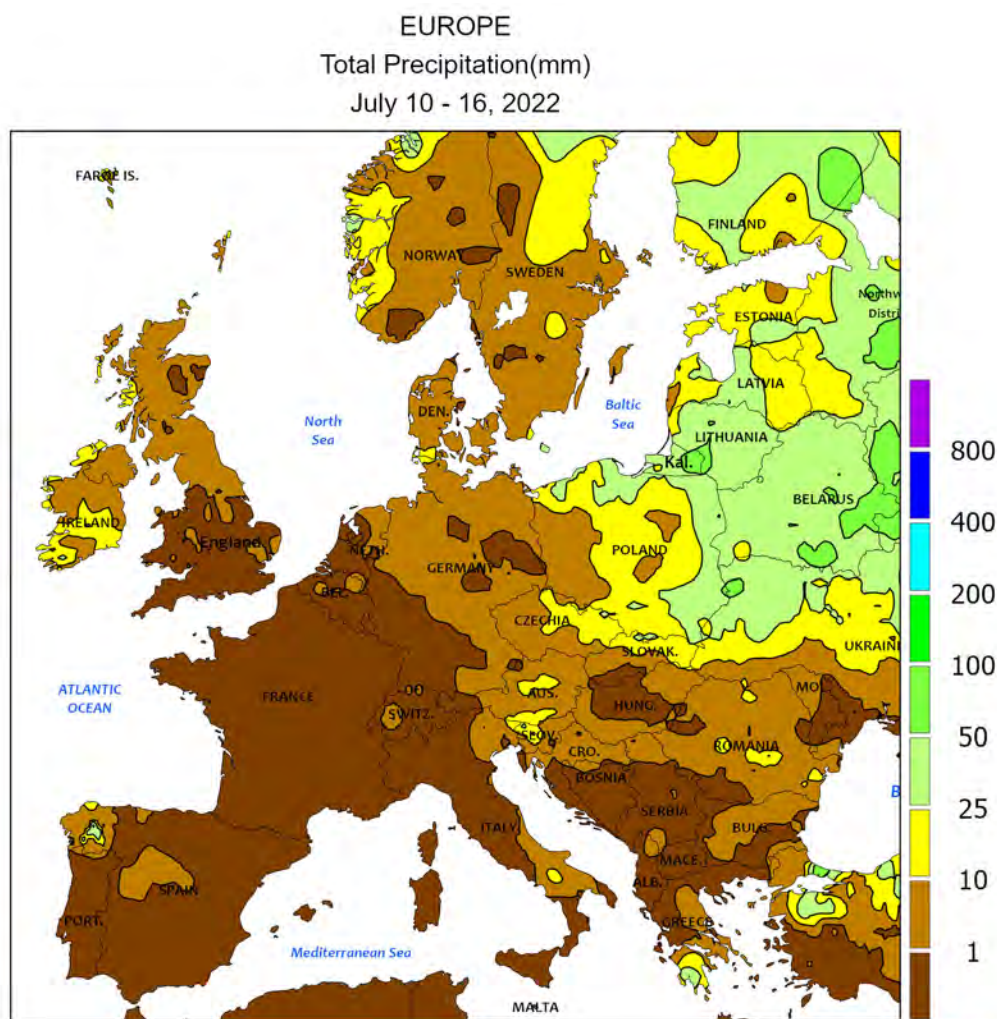 EUROPE
Total Precipitation(mm)
July 10 - 16, 2022
FAROE IS.
FINLAND
NORWAY
SWEDEN
Northw
Distri
ESTONIA
LATVIA
DEN.
North
Sea
Baltic
Sea
LITHUANIA
Kal.
800
BELARUS
IRELAND
England
NETH.
400
GERMANY
POLAND
BEL.
200
CZECHIA
UKRAINE
SLOVAK.
100
ATLANTIC
OCEAN
FRANCE
AUS.
MO
SWITZ.
HUNG.
50
SLOV.
CRO.
ROMANIA
BOSNIA
B
25
SERBIA
ITALY
BULG.
MACE.
10
SPAIN
ALB.
PORT.
GREECE
1
Mediterranean Sea
MALTA